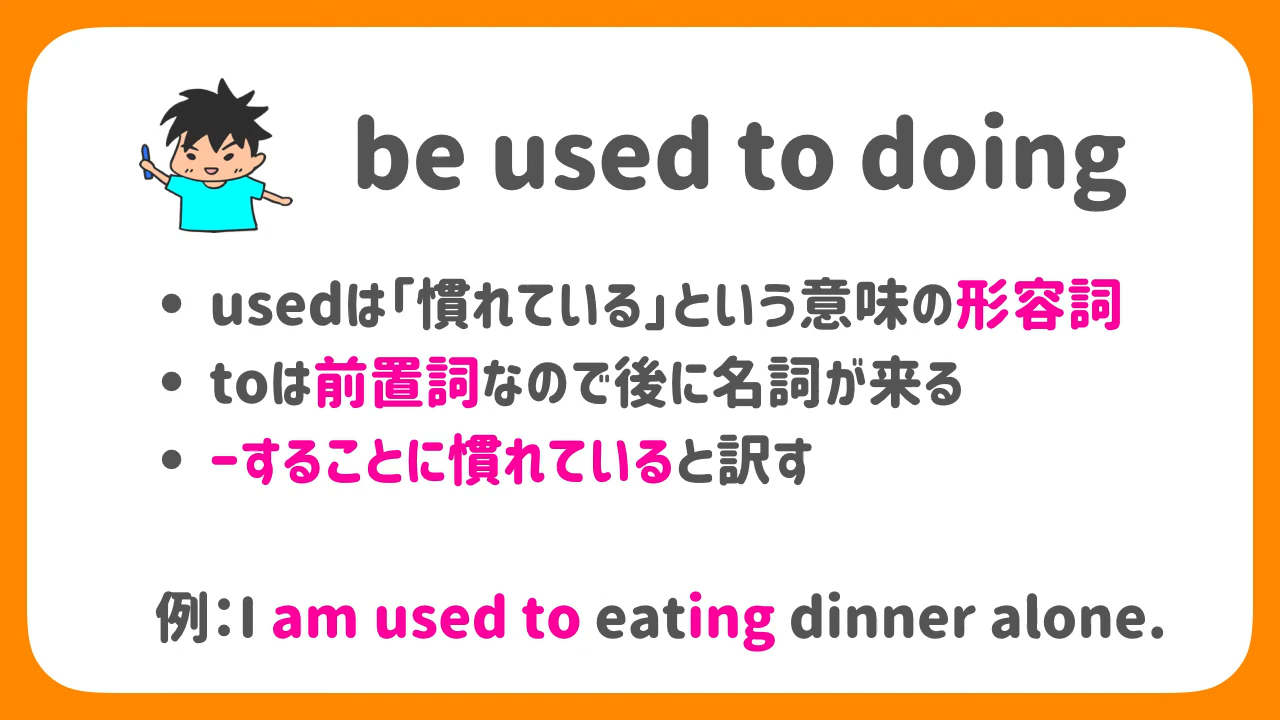 be used to doing
• usedは「慣れている」という意味の形容詞
• toは前置詞なので後に名詞が来る
• -することに慣れていると訳す
例：I am used to eating dinner alone.